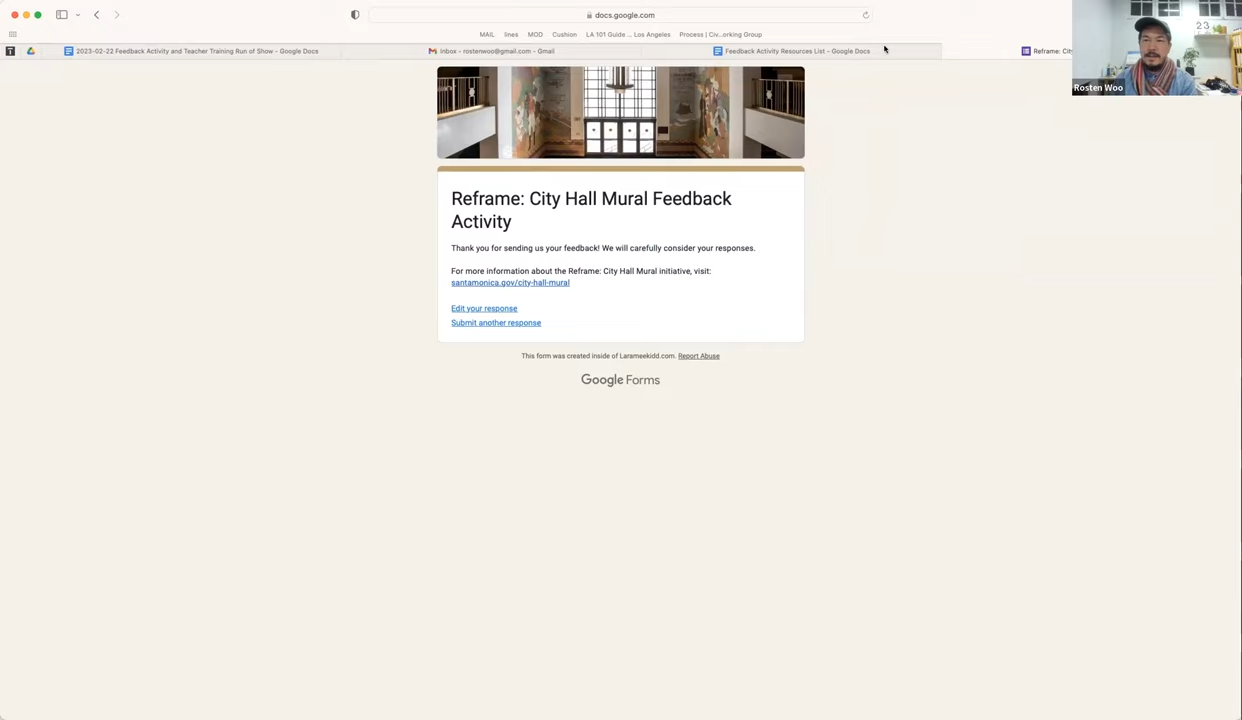 docs.google.com
MAIL lines MOD Cushion LA 101 Guide ... Los Angeles Process | Civ...orking Group
T 2023-02-22 Feedback Activity and Teacher Training Run of Show - Google Docs Inbox - rostenwoo@gmail.com - Gmail Feedback Activity Resources List - Google Docs Reframe: City
23
Rosten Woo
Reframe: City Hall Mural Feedback
Activity
Thank you for sending us your feedback! We will carefully consider your responses.
For more information about the Reframe: City Hall Mural initiative, visit:
santamonica.gov/city-hall-mural
Edit your response
Submit another response
This form was created inside of Larameekidd.com. Report Abuse
Google Forms